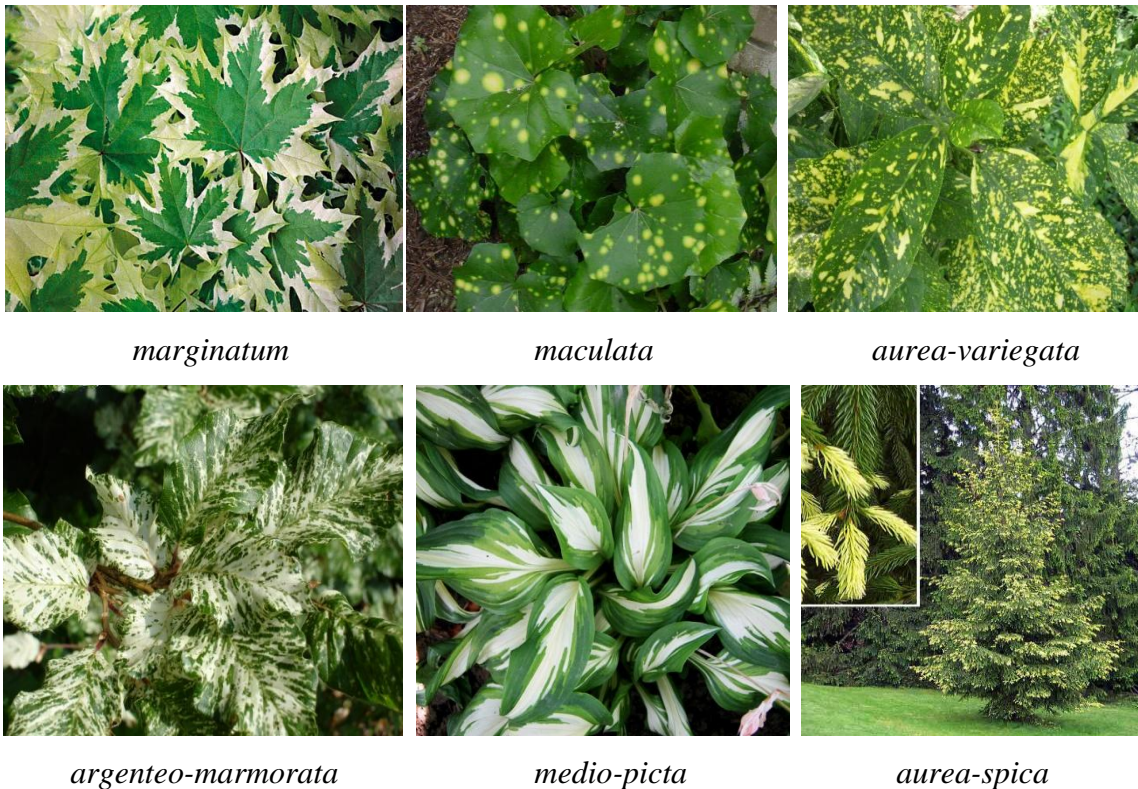 marginatum
maculata
aurea-variegata
argenteo-marmorata
medio-picta
aurea-spica